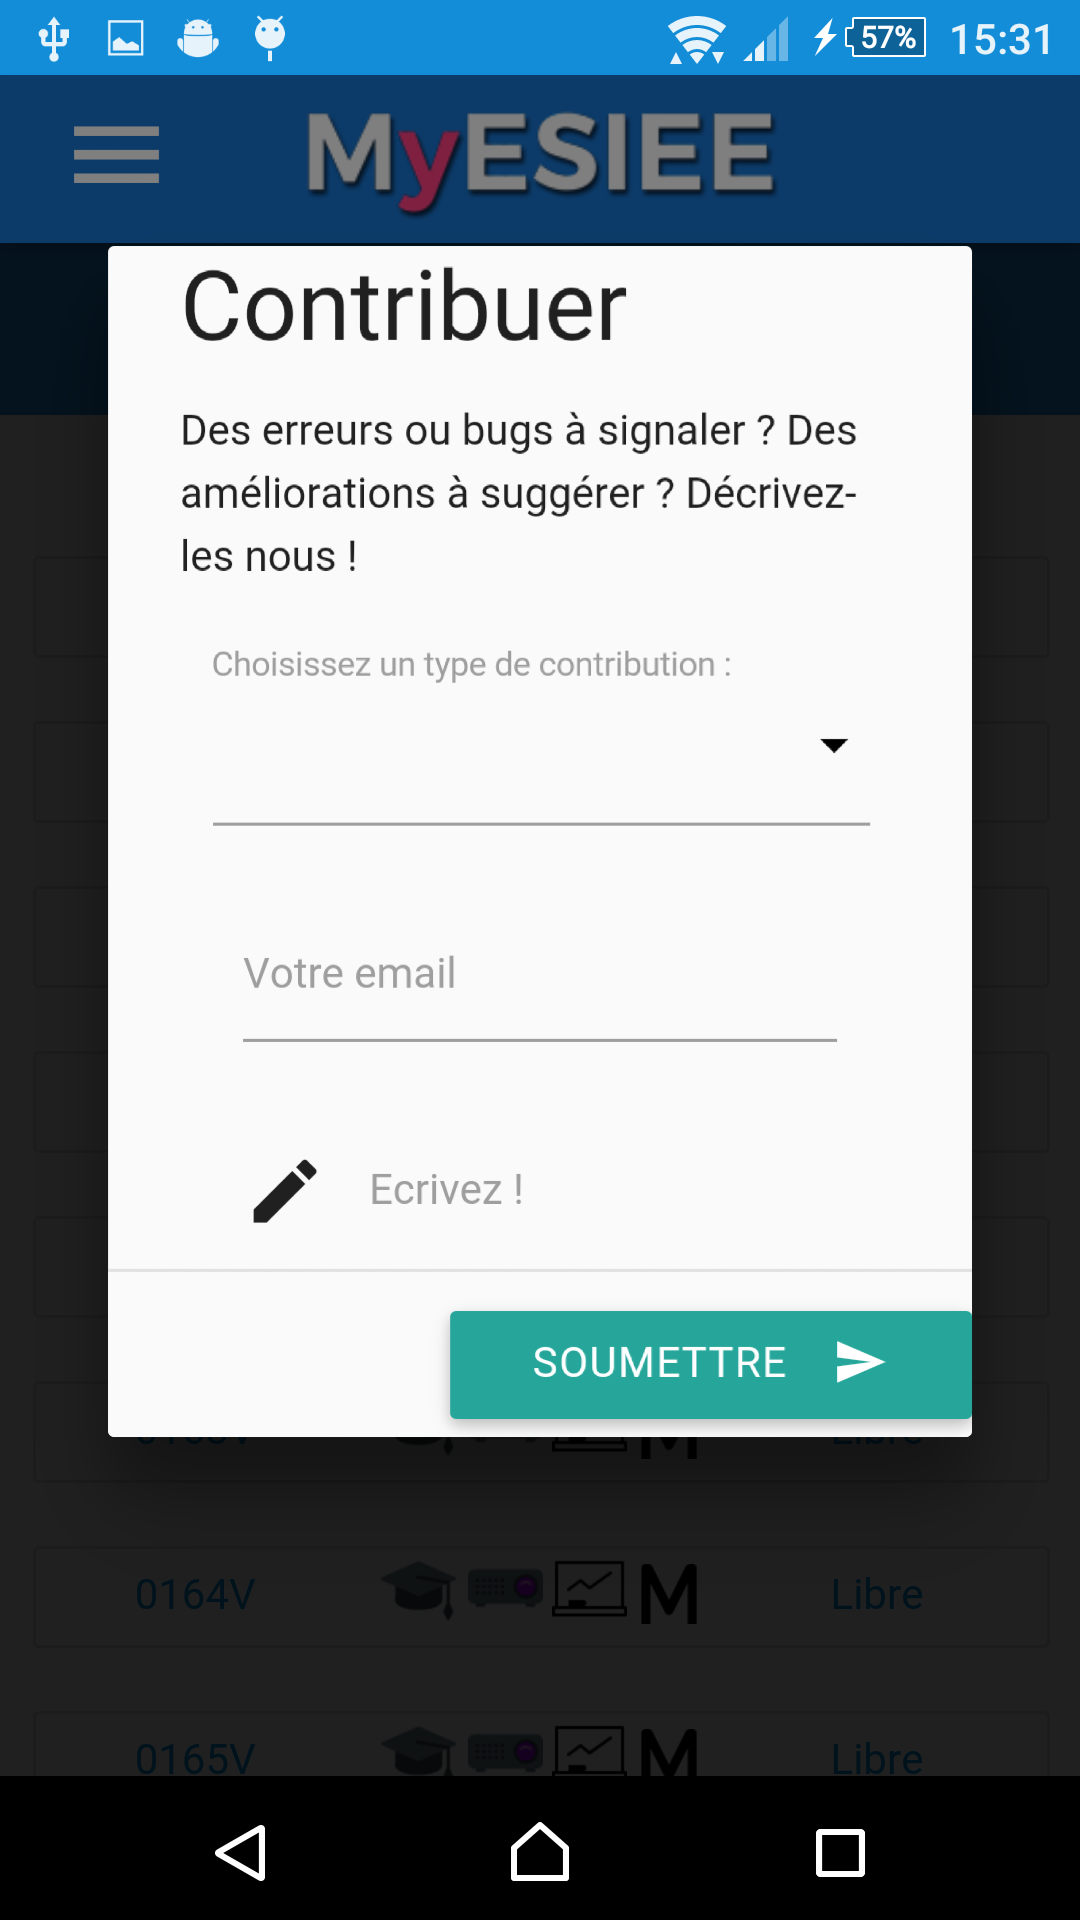 57% 15:31
MyESIEE
Contribuer
Des erreurs ou bugs à signaler ? Des
améliorations à suggérer ? Décrivez-
les nous !
Choisissez un type de contribution :
Votre email
Ecrivez !
SOUMETTRE
M Libre
0164V M Libre
0165V M Libre